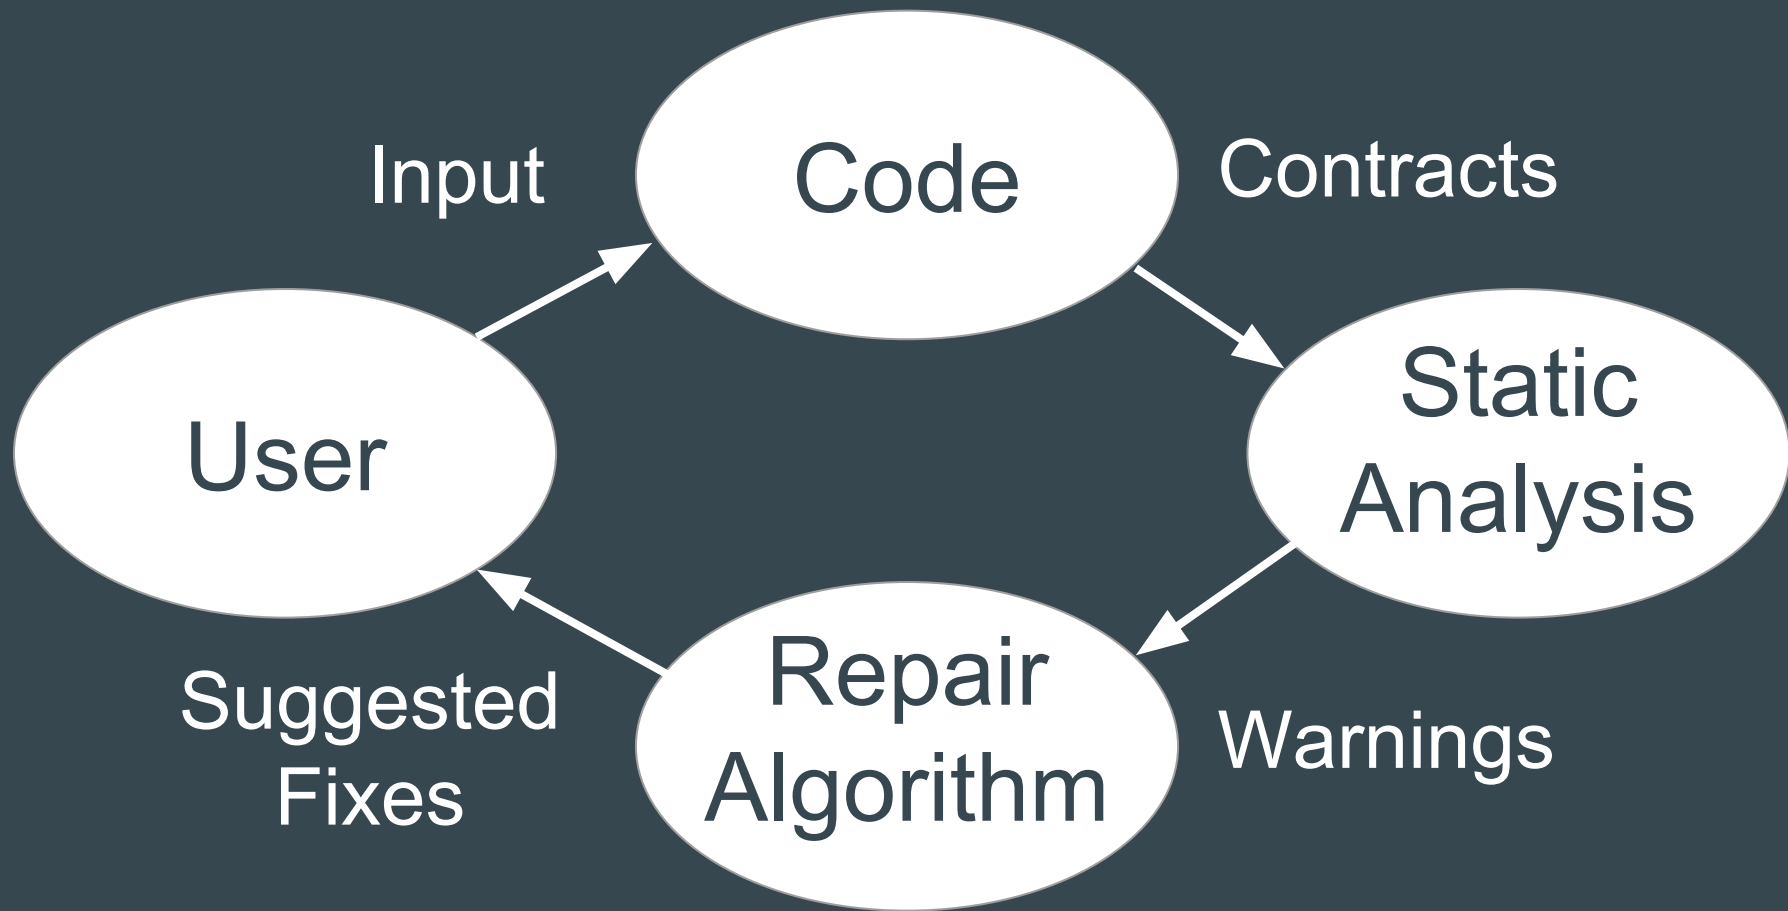 Code
Input
Contracts
User
Static
Analysis
Repair
Algorithm
Suggested
Fixes
Warnings